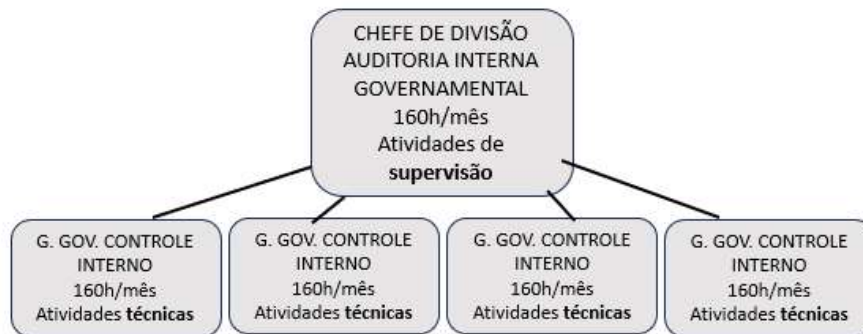 CHEFE DE DIVISÃO
AUDITORIA INTERNA
GOVERNAMENTAL
160h/mês
Atividades de
supervisão
G. GOV. CONTROLE
INTERNO
160h/mês
Atividades técnicas
G. GOV. CONTROLE
INTERNO
160h/mês
Atividades técnicas
G. GOV. CONTROLE
INTERNO
160h/mês
Atividades técnicas
G. GOV. CONTROLE
INTERNO
160h/mês
Atividades técnicas